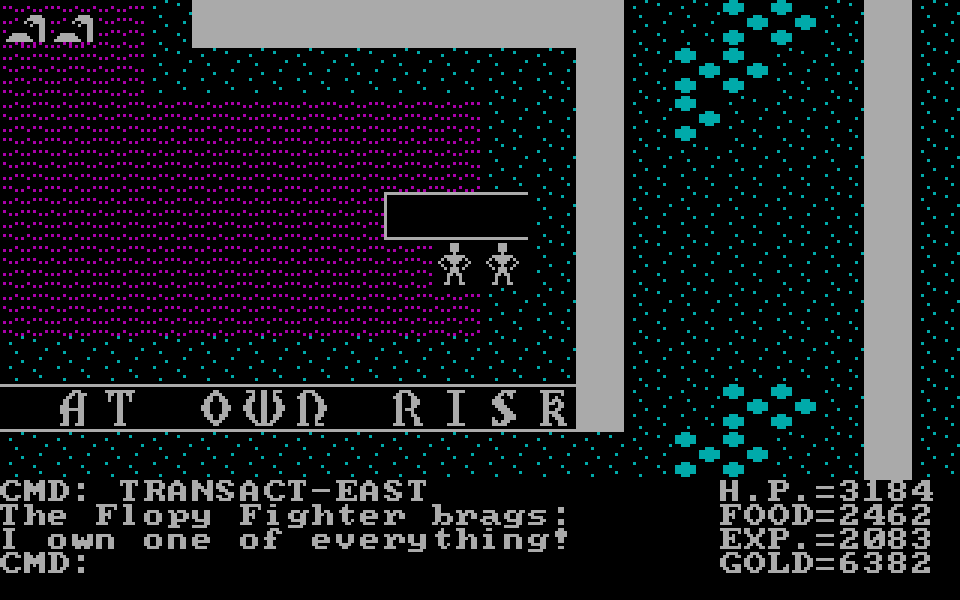 AT OWN RISK
CMD: TRANSACT-EAST
The Flopy Fighter brags:
I own one of everything!
CMD:
H.P.=3184
FOOD=2462
EXP.=2083
GOLD=6382